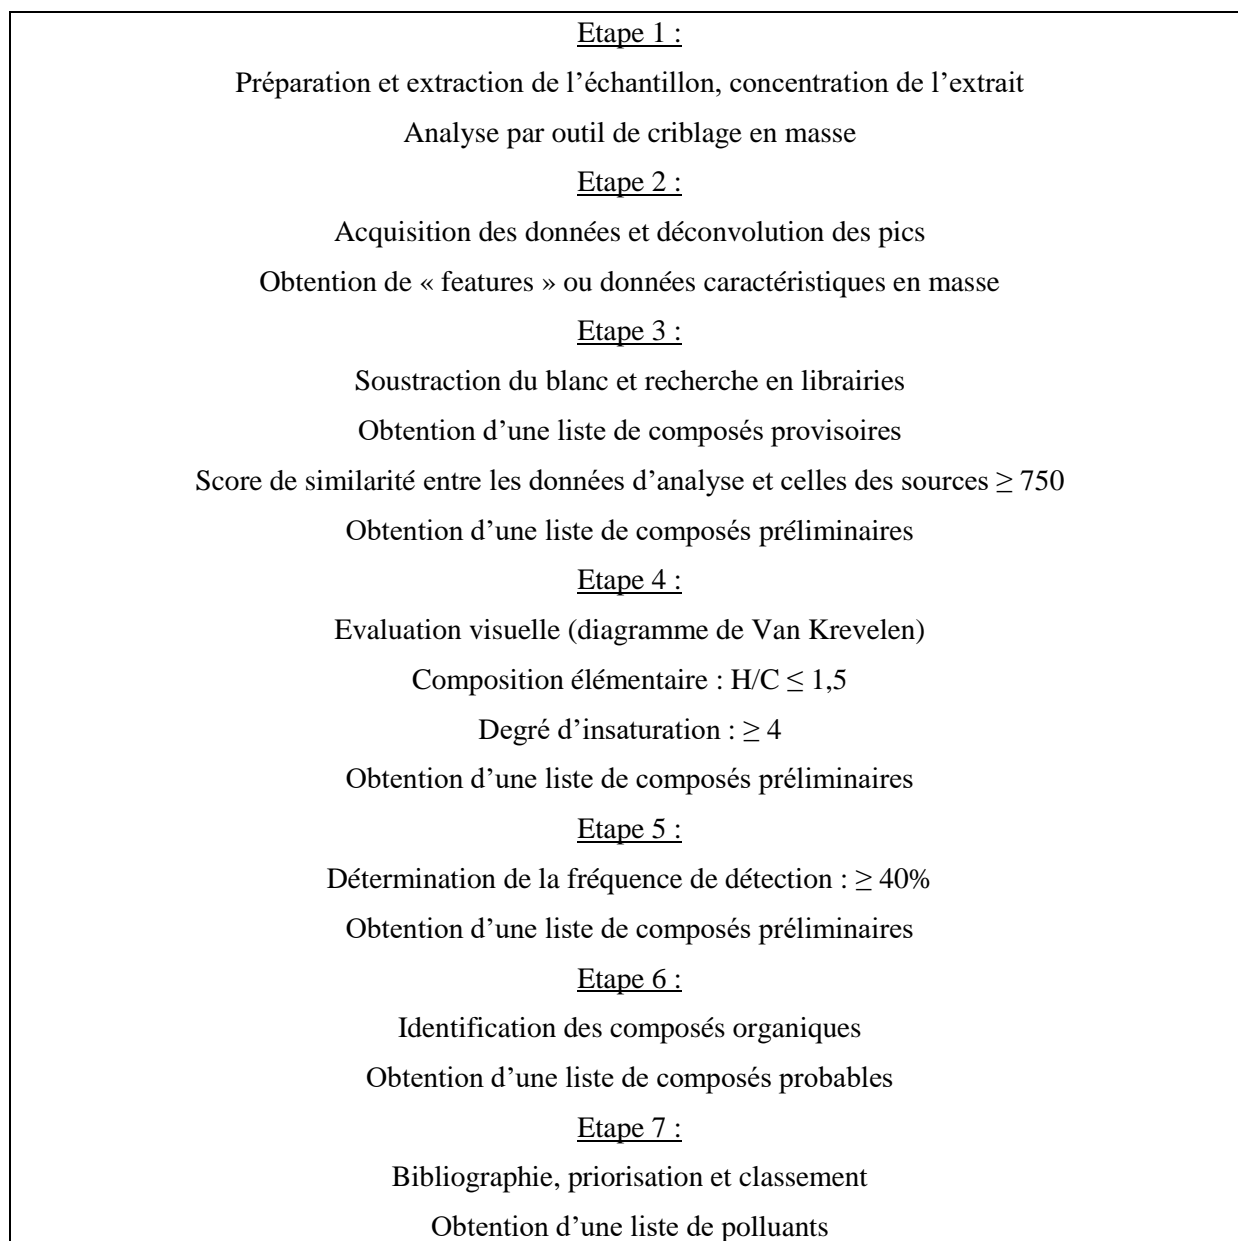 Etape 1 :
Préparation et extraction de l’échantillon, concentration de l’extrait
Analyse par outil de criblage en masse
Etape 2 :
Acquisition des données et déconvolution des pics
Obtention de « features » ou données caractéristiques en masse
Etape 3 :
Soustraction du blanc et recherche en librairies
Obtention d’une liste de composés provisoires
Score de similarité entre les données d’analyse et celles des sources ≥ 750
Obtention d’une liste de composés préliminaires
Etape 4 :
Evaluation visuelle (diagramme de Van Krevelen)
Composition élémentaire : H/C ≤ 1,5
Degré d’insaturation : ≥ 4
Obtention d’une liste de composés préliminaires
Etape 5 :
Détermination de la fréquence de détection : ≥ 40%
Obtention d’une liste de composés préliminaires
Etape 6 :
Identification des composés organiques
Obtention d’une liste de composés probables
Etape 7 :
Bibliographie, priorisation et classement
Obtention d’une liste de polluants